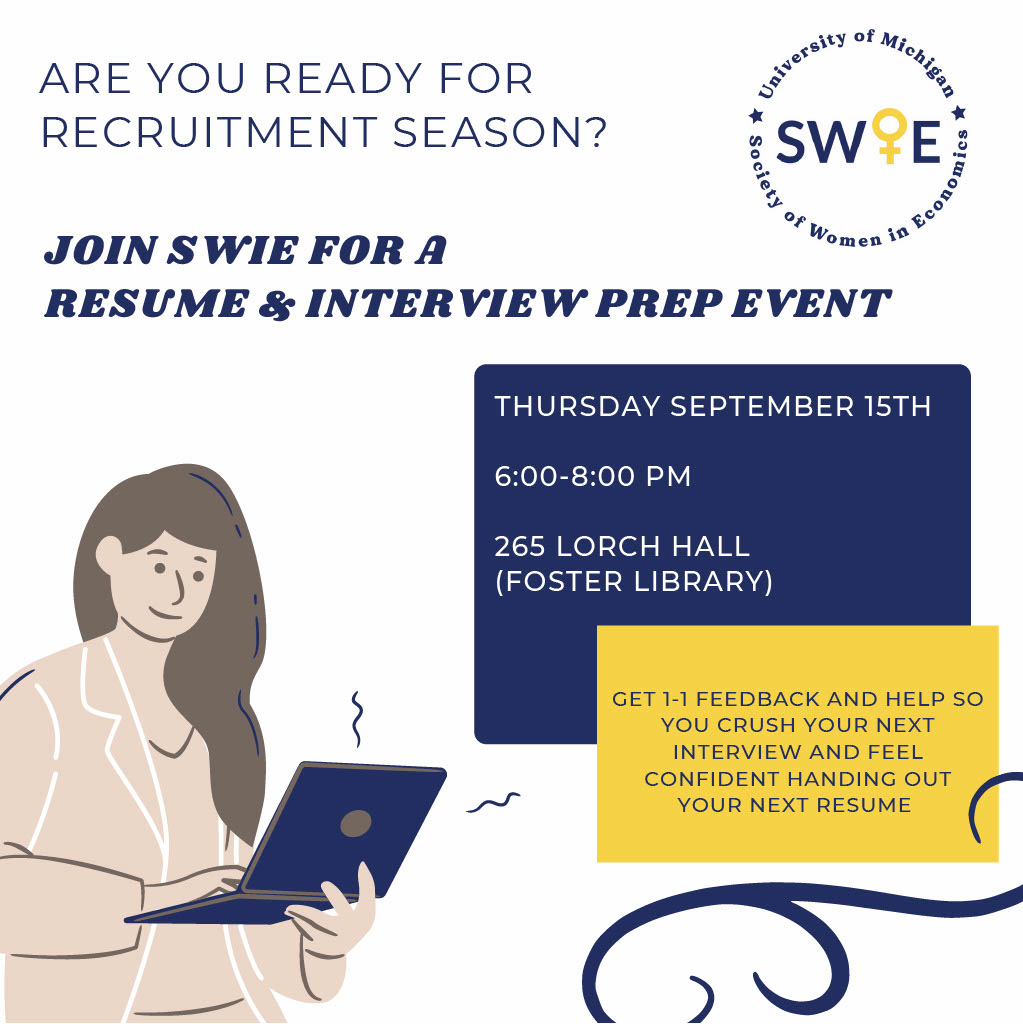 ARE YOU READY FOR
RECRUITMENT SEASON?
University of Michigan
SWE
Society of Women in Economics
JOIN SWIE FOR A
RESUME & INTERVIEW PREP EVENT
THURSDAY SEPTEMBER 15TH
6:00-8:00 PM
265 LORCH HALL
(FOSTER LIBRARY)
GET 1-1 FEEDBACK AND HELP SO
YOU CRUSH YOUR NEXT
INTERVIEW AND FEEL
CONFIDENT HANDING OUT
YOUR NEXT RESUME